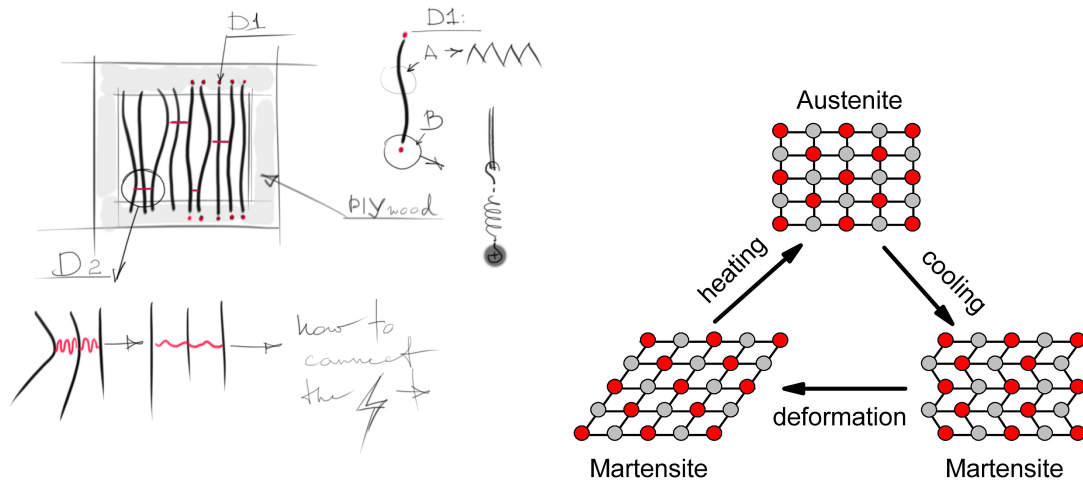 D1
D1:
A
B
PlYwood
D2
how to
connect
the
Austenite
heating
cooling
deformation
Martensite
Martensite